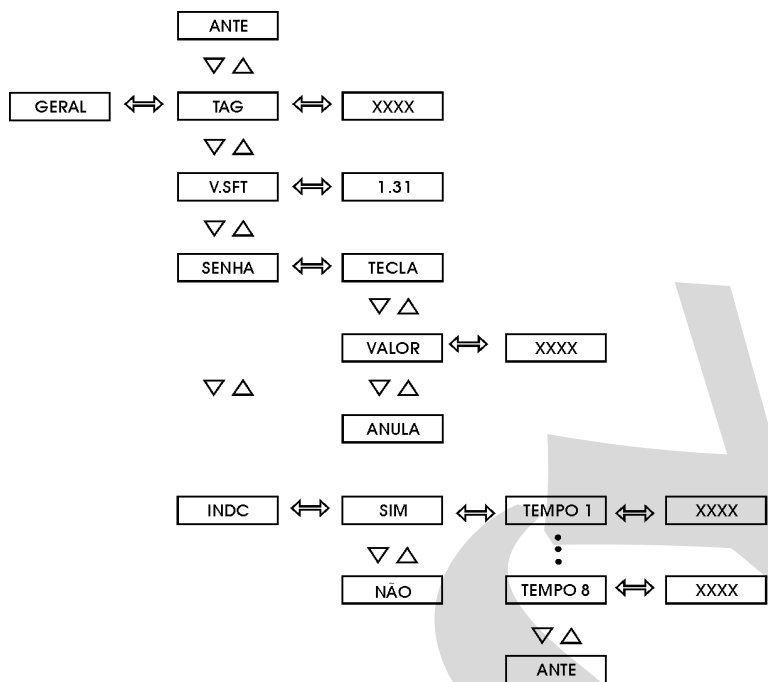 ANTE
GERAL TAG XXXX
V.SFT 1.31
SENHA TECLA
VALOR XXXX
ANULA
INDC SIM TEMPO 1 XXXX
NÃO TEMPO 8 XXXX
ANTE